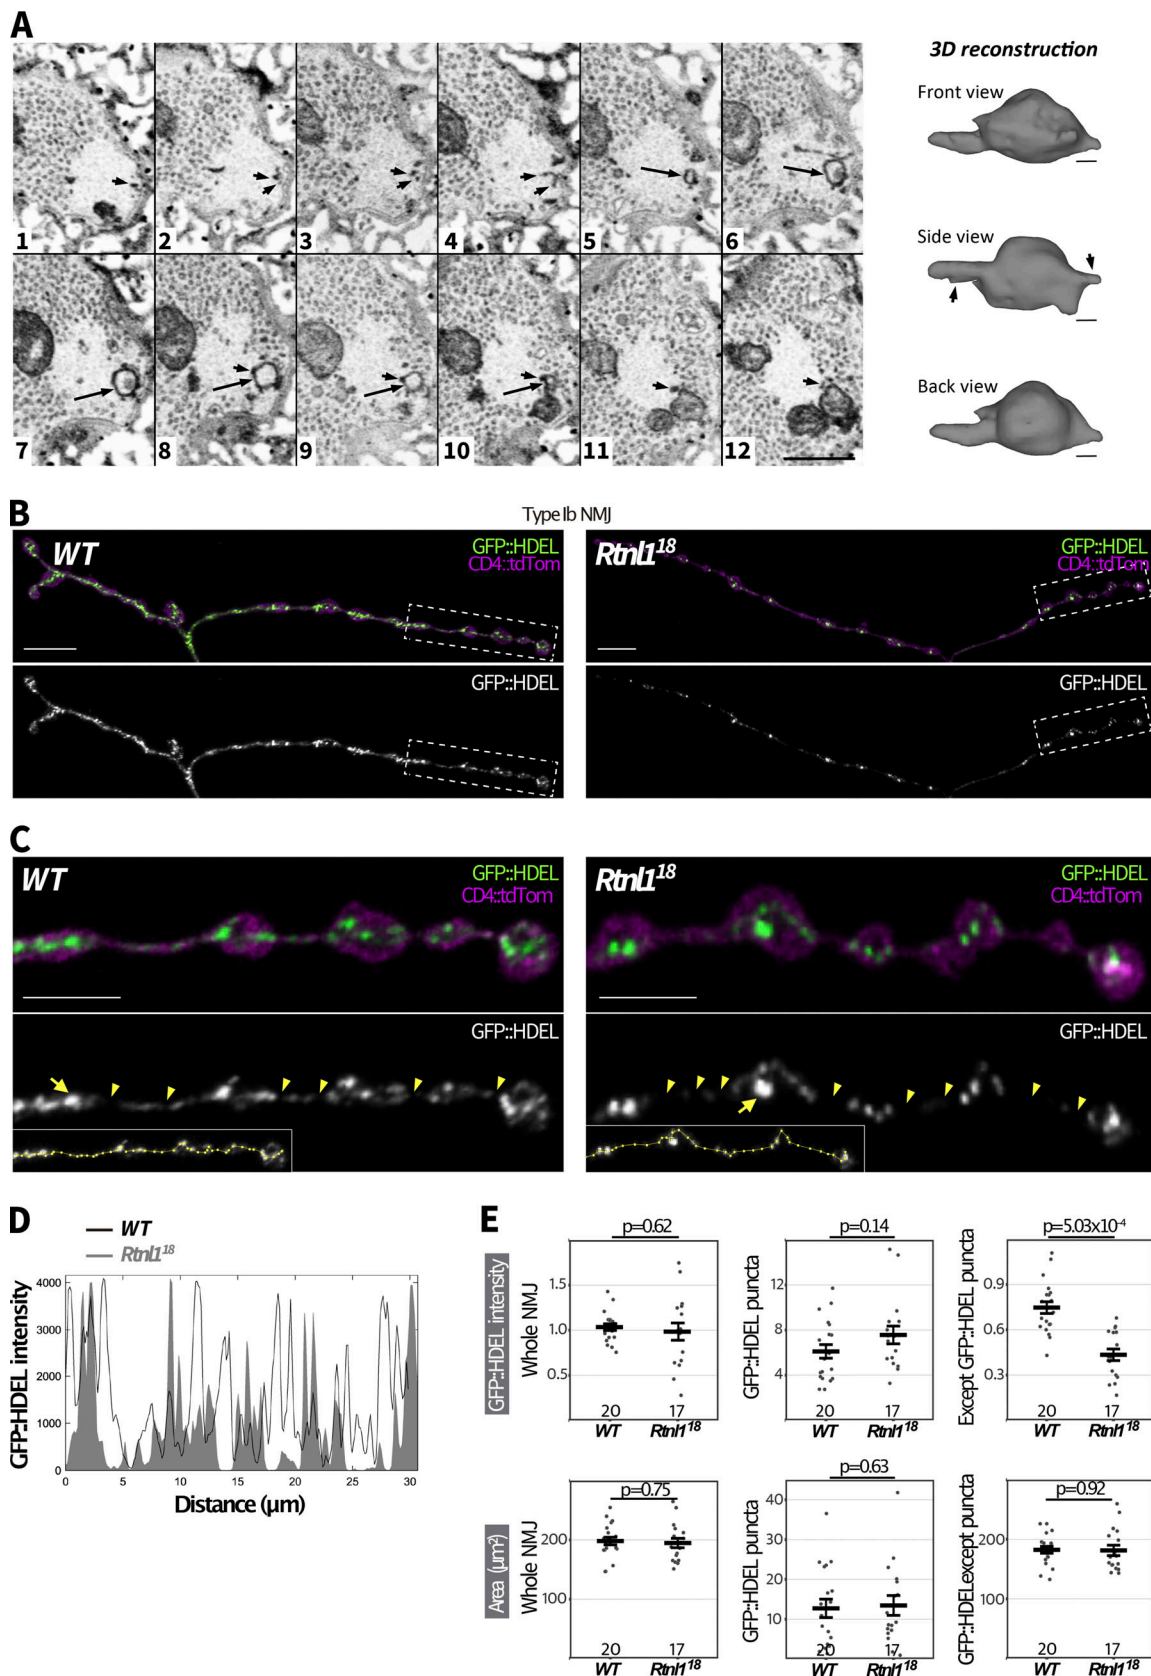 A
3D reconstruction
Front view
Side view
Back view
1 2 3 4 5 6
7 8 9 10 11 12
B
Type Ib NMJ
WT
GFP::HDEL
CD4::tdTom
Rtnl1¹⁸
GFP::HDEL
CD4::tdTom
GFP::HDEL
GFP::HDEL
C
WT
GFP::HDEL
CD4::tdTom
Rtnl1¹⁸
GFP::HDEL
CD4::tdTom
GFP::HDEL
GFP::HDEL
D
WT
Rtnl1¹⁸
GFP::HDEL intensity
4000
3000
2000
1000
0
0 5 10 15 20 25 30
Distance (µm)
E
GFP::HDEL intensity
Whole NMJ
p=0.62
1.5
1.0
0.5
20 17
WT Rtnl1¹⁸
GFP::HDEL puncta
p=0.14
12
8
4
20 17
WT Rtnl1¹⁸
Except GFP::HDEL puncta
p=5.03x10⁻⁴
0.9
0.6
0.3
20 17
WT Rtnl1¹⁸
Area (µm²)
Whole NMJ
p=0.75
200
100
20 17
WT Rtnl1¹⁸
GFP::HDEL puncta
p=0.63
40
30
20
10
20 17
WT Rtnl1¹⁸
GFP::HDELexcept puncta
p=0.92
200
100
20 17
WT Rtnl1¹⁸